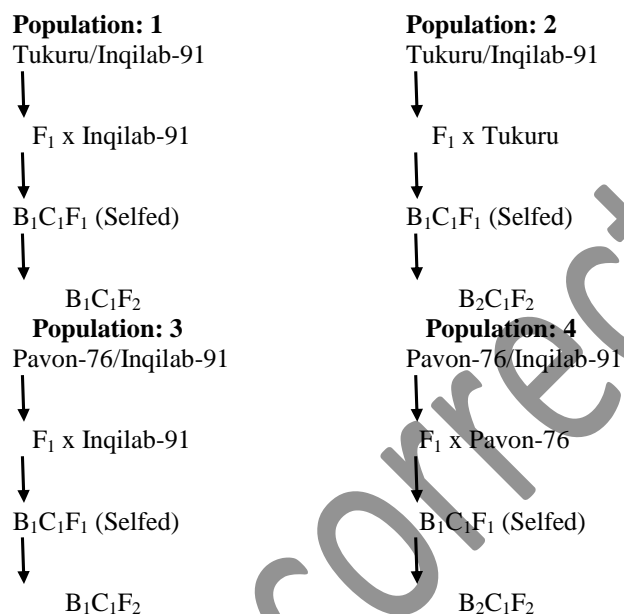 Population: 1
Tukuru/Inqilab-91
F₁ x Inqilab-91
B₁C₁F₁ (Selfed)
B₁C₁F₂
Population: 2
Tukuru/Inqilab-91
F₁ x Tukuru
B₁C₁F₁ (Selfed)
B₂C₁F₂
Population: 3
Pavon-76/Inqilab-91
F₁ x Inqilab-91
B₁C₁F₁ (Selfed)
B₁C₁F₂
Population: 4
Pavon-76/Inqilab-91
F₁ x Pavon-76
B₁C₁F₁ (Selfed)
B₂C₁F₂
correct